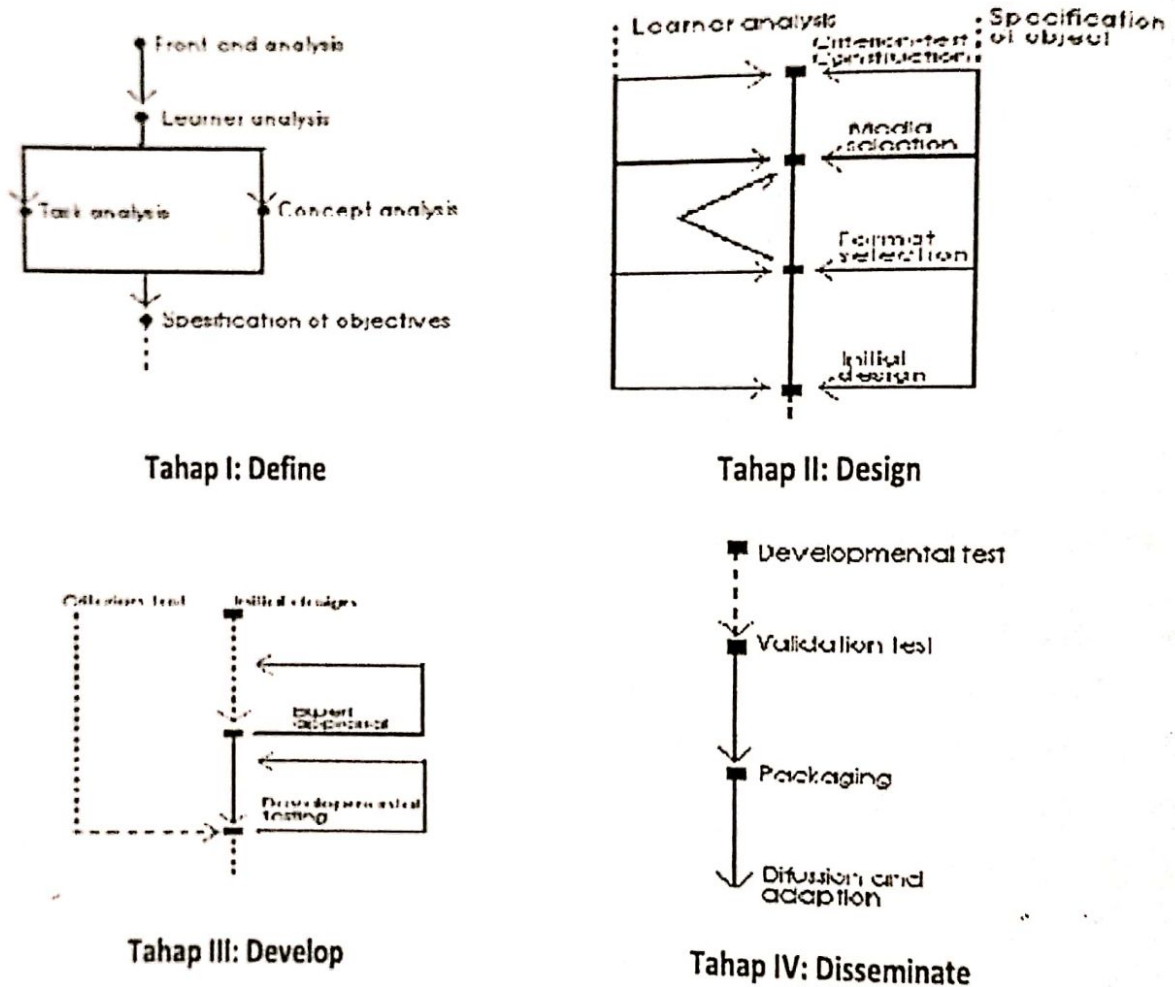 Front end analysis
Learner analysis
Task analysis
Concept analysis
Spesification of objectives
Tahap I: Define
Learner analysis
Specification
of object
Criterion-test
Construction
Media
selection
Format
selection
Initial
design
Tahap II: Design
Initial designs
Expert
appraisal
Developmental
testing
Tahap III: Develop
Developmental test
Validation test
Packaging
Difussion and
adaption
Tahap IV: Disseminate